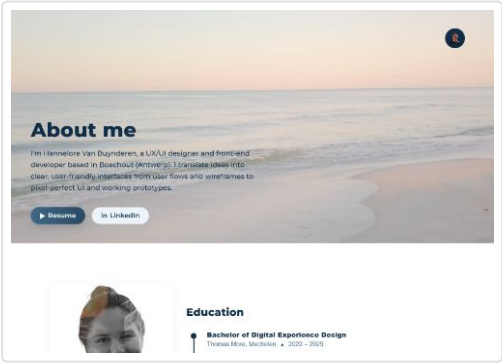 About me
I'm Hannelore Van Buynderen, a UX/UI designer and front-end
developer based in Boechout (Antwerp). I translate ideas into
clear, user-friendly interfaces from user flows and wireframes to
pixel-perfect UI and working prototypes.
Resume
in LinkedIn
Education
Bachelor of Digital Experience Design
Thomas More, Mechelen • 2022 – 2025